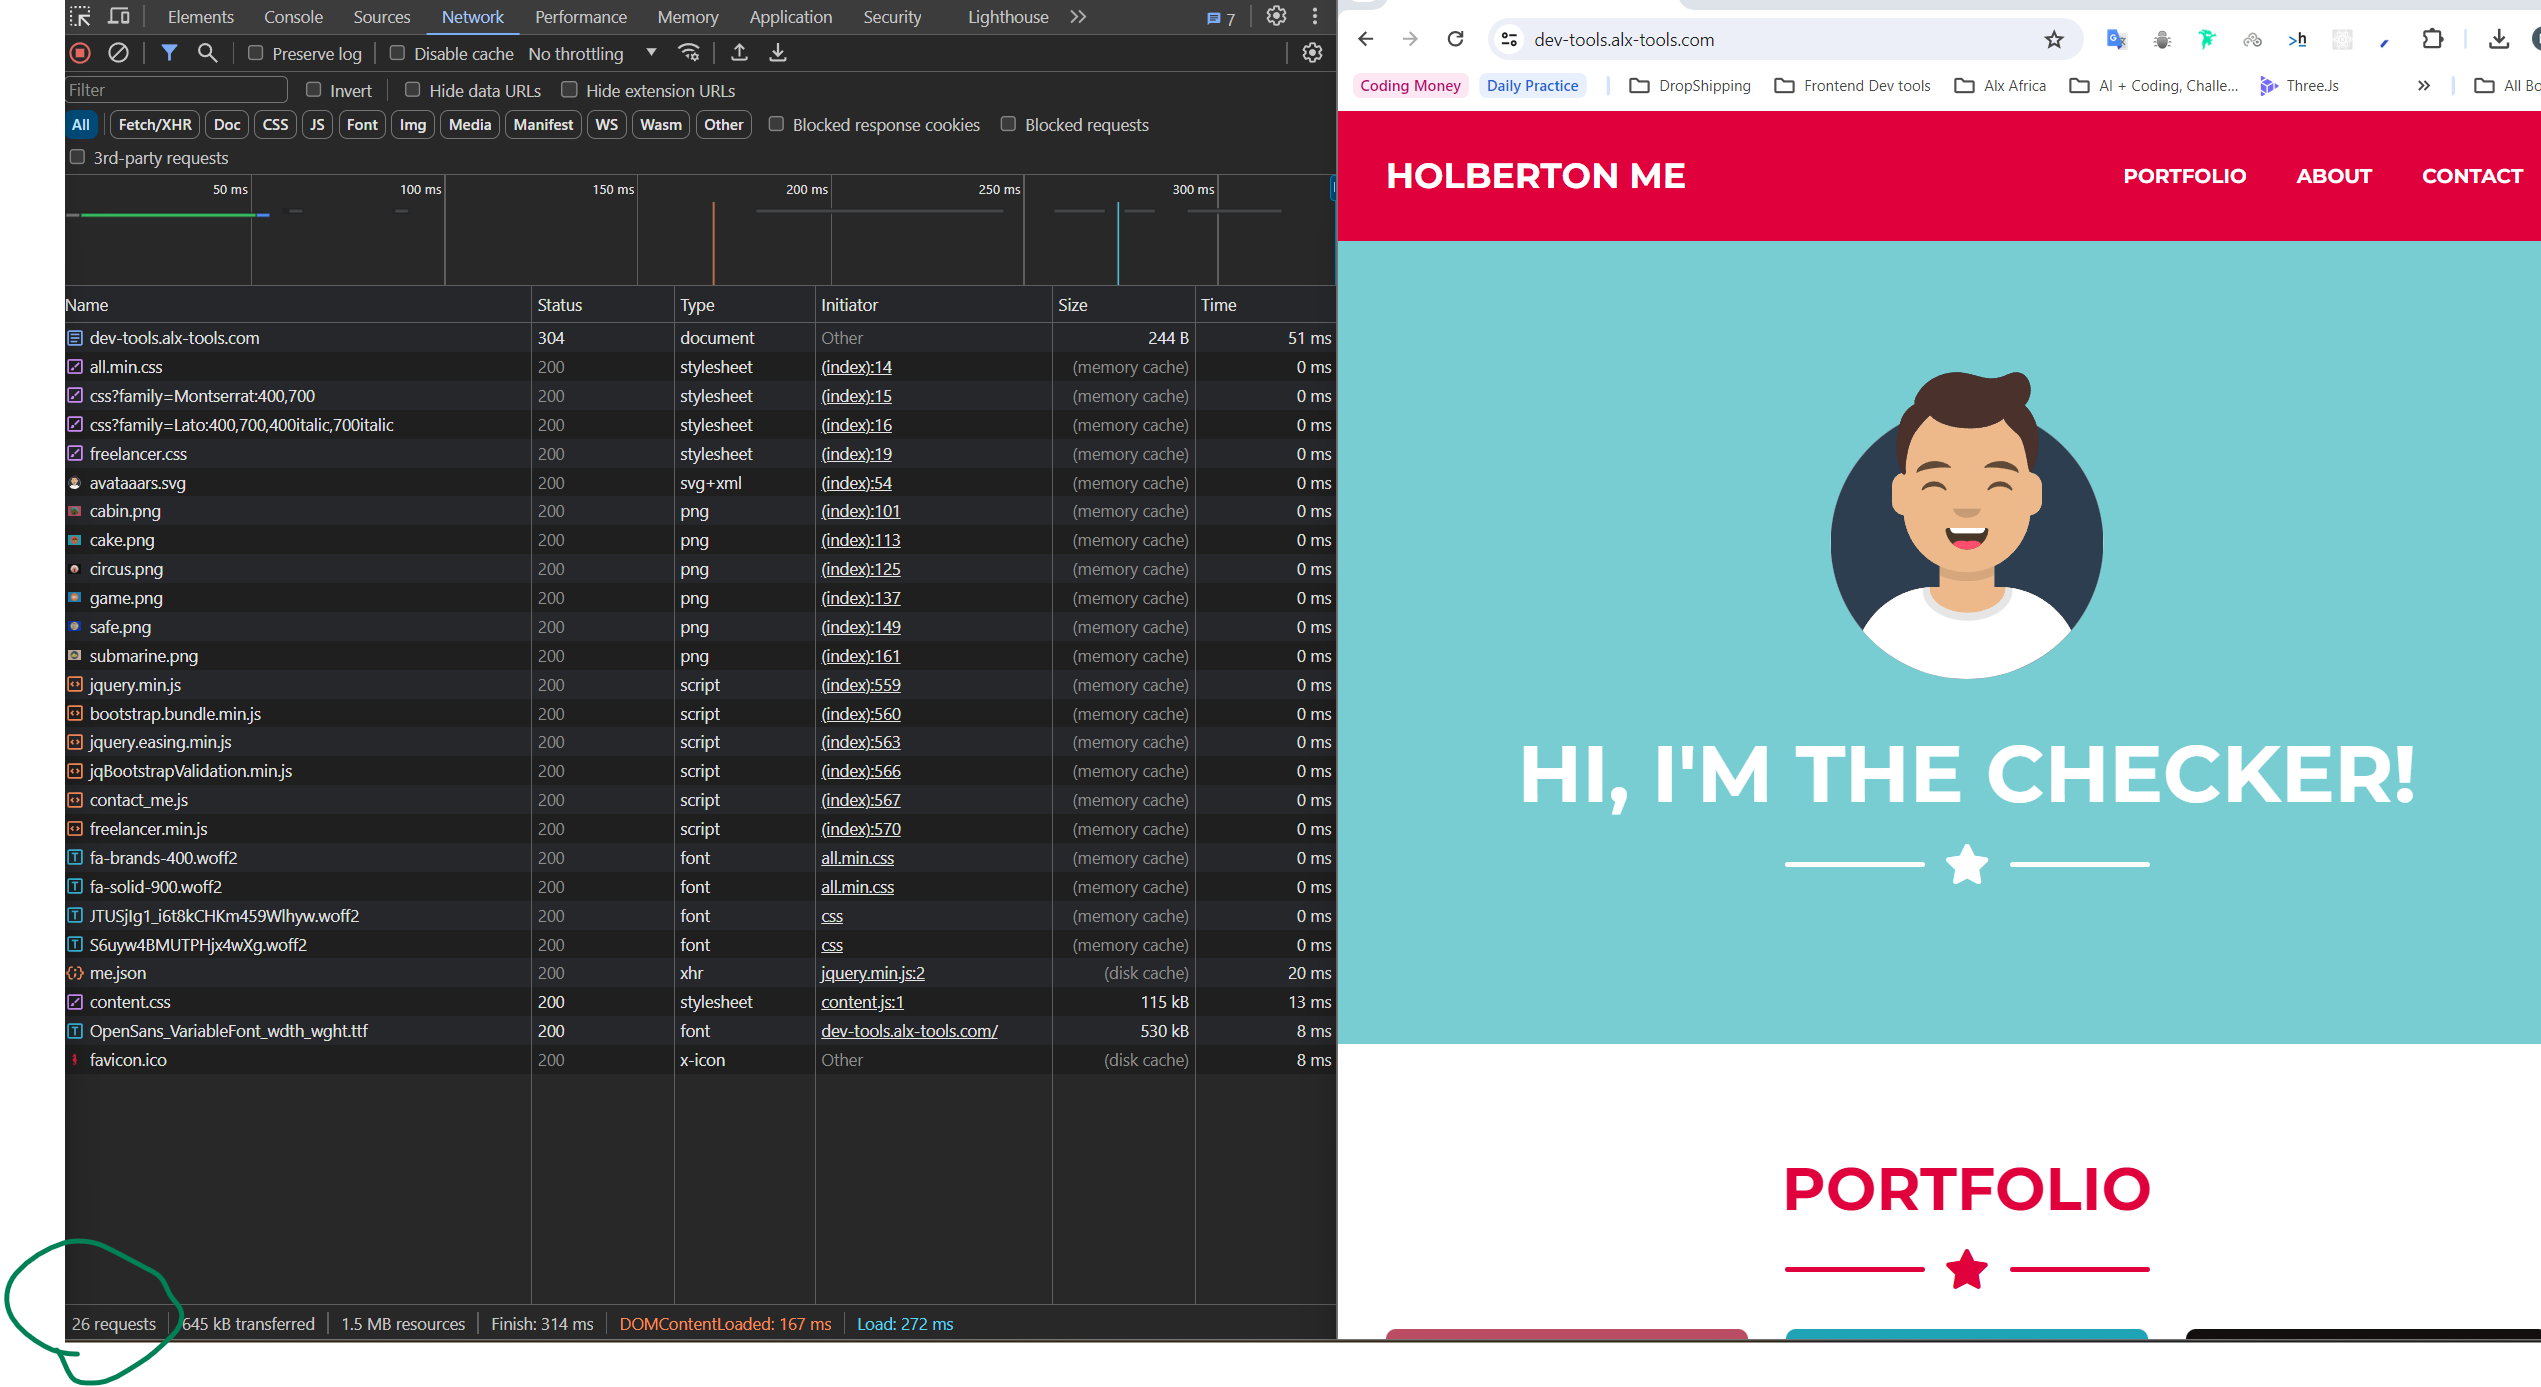 Elements Console Sources Network Performance Memory Application Security Lighthouse 7
Preserve log Disable cache No throttling
Filter Invert Hide data URLs Hide extension URLs
All Fetch/XHR Doc CSS JS Font Img Media Manifest WS Wasm Other Blocked response cookies Blocked requests
3rd-party requests
50 ms 100 ms 150 ms 200 ms 250 ms 300 ms
Name Status Type Initiator Size Time
dev-tools.alx-tools.com 304 document Other 244 B 51 ms
all.min.css 200 stylesheet (index):14 (memory cache) 0 ms
css?family=Montserrat:400,700 200 stylesheet (index):15 (memory cache) 0 ms
css?family=Lato:400,700,400italic,700italic 200 stylesheet (index):16 (memory cache) 0 ms
freelancer.css 200 stylesheet (index):19 (memory cache) 0 ms
avataaars.svg 200 svg+xml (index):54 (memory cache) 0 ms
cabin.png 200 png (index):101 (memory cache) 0 ms
cake.png 200 png (index):113 (memory cache) 0 ms
circus.png 200 png (index):125 (memory cache) 0 ms
game.png 200 png (index):137 (memory cache) 0 ms
safe.png 200 png (index):149 (memory cache) 0 ms
submarine.png 200 png (index):161 (memory cache) 0 ms
jquery.min.js 200 script (index):559 (memory cache) 0 ms
bootstrap.bundle.min.js 200 script (index):560 (memory cache) 0 ms
jquery.easing.min.js 200 script (index):563 (memory cache) 0 ms
jqBootstrapValidation.min.js 200 script (index):566 (memory cache) 0 ms
contact_me.js 200 script (index):567 (memory cache) 0 ms
freelancer.min.js 200 script (index):570 (memory cache) 0 ms
fa-brands-400.woff2 200 font all.min.css (memory cache) 0 ms
fa-solid-900.woff2 200 font all.min.css (memory cache) 0 ms
JTUSjIg1_i6t8kCHKm459Wlhyw.woff2 200 font css (memory cache) 0 ms
S6uyw4BMUTPHjx4wXg.woff2 200 font css (memory cache) 0 ms
me.json 200 xhr jquery.min.js:2 (disk cache) 20 ms
content.css 200 stylesheet content.js:1 115 kB 13 ms
OpenSans_VariableFont_wdth_wght.ttf 200 font dev-tools.alx-tools.com/ 530 kB 8 ms
favicon.ico 200 x-icon Other (disk cache) 8 ms
26 requests 645 kB transferred 1.5 MB resources Finish: 314 ms DOMContentLoaded: 167 ms Load: 272 ms
dev-tools.alx-tools.com
Coding Money Daily Practice DropShipping Frontend Dev tools Alx Africa AI + Coding, Challe... Three.Js All Bo
HOLBERTON ME PORTFOLIO ABOUT CONTACT
HI, I'M THE CHECKER!
PORTFOLIO